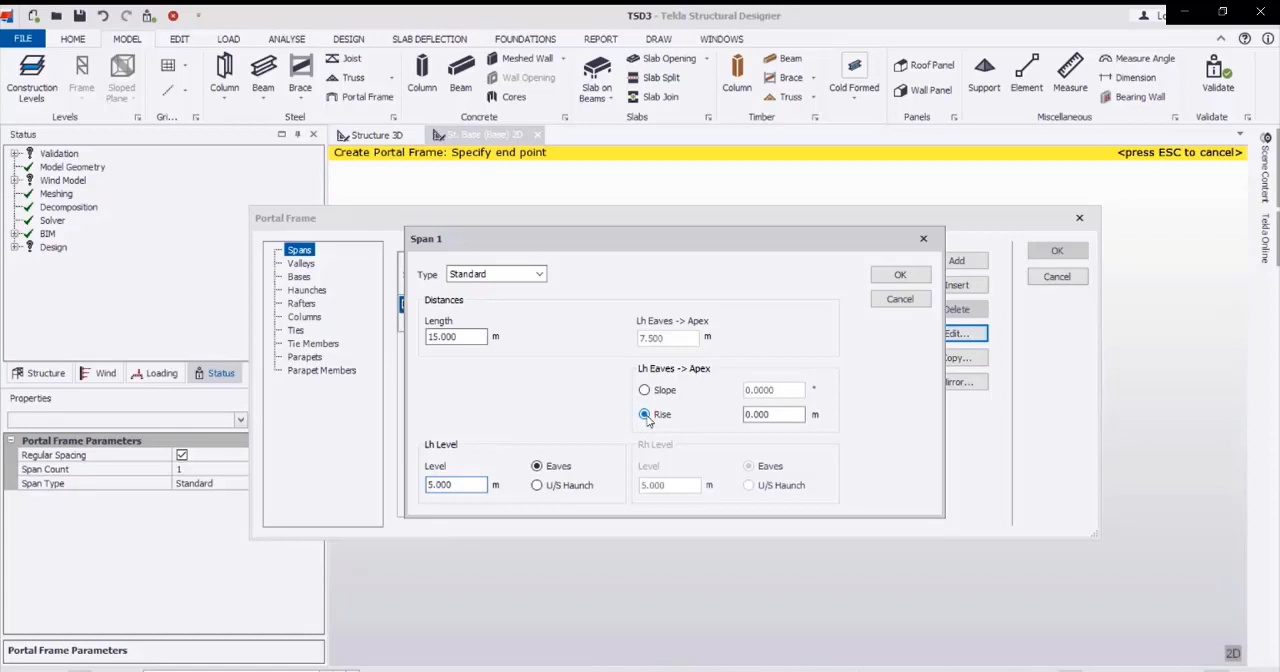 TSD3 - Tekla Structural Designer
FILE HOME MODEL EDIT LOAD ANALYSE DESIGN SLAB DEFLECTION FOUNDATIONS REPORT DRAW WINDOWS
Construction Levels
Frame
Sloped Plane
Levels
Gri...
Column
Beam
Brace
Joist
Truss
Portal Frame
Steel
Column
Beam
Meshed Wall
Wand Opening
Cores
Concrete
Slab on Beams
Slab Opening
Slab Split
Slab Join
Slabs
Column
Beam
Brace
Truss
Timber
Cold Formed
Roof Panel
Wall Panel
Panels
Support
Element
Measure
Measure Angle
Dimension
Bearing Wall
Miscellaneous
Validate
Validate
Status
Validation
Model Geometry
Wind Model
Meshing
Decomposition
Solver
BIM
Design
Structure 3D
St. Base (Base) 2D
Create Portal Frame: Specify end point
<press ESC to cancel>
Scene Content
Tekla Online
Portal Frame
Spans
Valleys
Bases
Haunches
Rafters
Columns
Ties
Tie Members
Parapets
Parapet Members
Span 1
Type Standard
Distances
Length
15.000 m
Lh Eaves -> Apex
7.500 m
Lh Eaves -> Apex
Slope 0.0000 °
Rise 0.000 m
Lh Level
Level Eaves
5.000 m U/S Haunch
Rh Level
Level Eaves
5.000 m U/S Haunch
OK
Cancel
Add
Insert
Delete
Edit...
Copy...
Mirror...
OK
Cancel
Structure Wind Loading Status
Properties
Portal Frame Parameters
Regular Spacing
Span Count 1
Span Type Standard
Portal Frame Parameters
2D